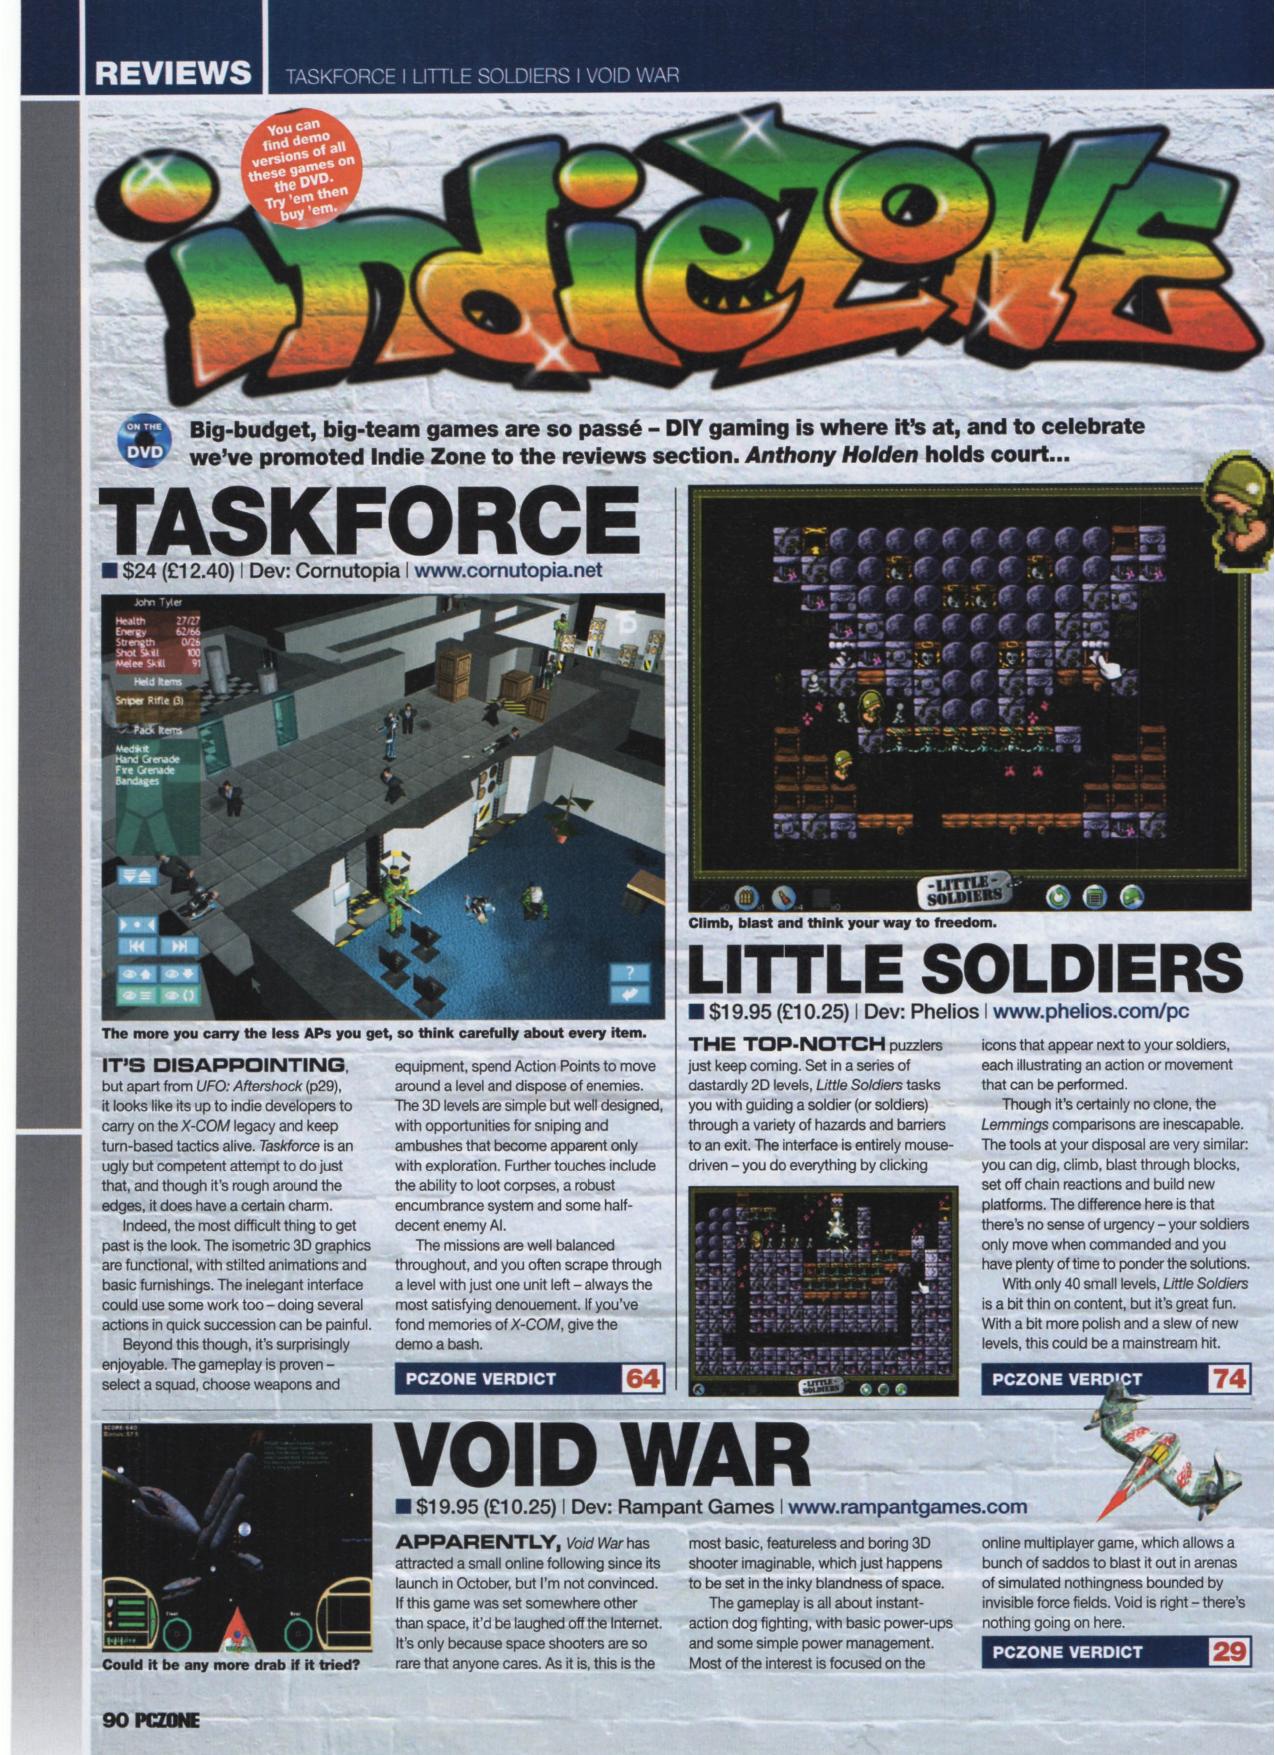 REVIEWS
TASKFORCE | LITTLE SOLDIERS | VOID WAR
You can
find demo
versions of all
these games on
the DVD.
Try 'em then
buy 'em.
indiezone
ON THE
DVD
Big-budget, big-team games are so passé – DIY gaming is where it's at, and to celebrate
we've promoted Indie Zone to the reviews section. Anthony Holden holds court...
TASKFORCE
■ $24 (£12.40) | Dev: Cornutopia | www.cornutopia.net
John Tyler
Health 27/27
Energy 62/66
Strength 0/26
Shot Skill 100
Melee Skill 91
Held Items
Sniper Rifle (3)
Pack Items
Medikit
Hand Grenade
Fire Grenade
Bandages
?
The more you carry the less APs you get, so think carefully about every item.
IT'S DISAPPOINTING,
but apart from UFO: Aftershock (p29),
it looks like its up to indie developers to
carry on the X-COM legacy and keep
turn-based tactics alive. Taskforce is an
ugly but competent attempt to do just
that, and though it's rough around the
edges, it does have a certain charm.
Indeed, the most difficult thing to get
past is the look. The isometric 3D graphics
are functional, with stilted animations and
basic furnishings. The inelegant interface
could use some work too – doing several
actions in quick succession can be painful.
Beyond this though, it's surprisingly
enjoyable. The gameplay is proven –
select a squad, choose weapons and
equipment, spend Action Points to move
around a level and dispose of enemies.
The 3D levels are simple but well designed,
with opportunities for sniping and
ambushes that become apparent only
with exploration. Further touches include
the ability to loot corpses, a robust
encumbrance system and some half-
decent enemy AI.
The missions are well balanced
throughout, and you often scrape through
a level with just one unit left – always the
most satisfying denouement. If you've
fond memories of X-COM, give the
demo a bash.
PCZONE VERDICT 64
-LITTLE-
SOLDIERS
Climb, blast and think your way to freedom.
LITTLE SOLDIERS
■ $19.95 (£10.25) | Dev: Phelios | www.phelios.com/pc
THE TOP-NOTCH puzzlers
just keep coming. Set in a series of
dastardly 2D levels, Little Soldiers tasks
you with guiding a soldier (or soldiers)
through a variety of hazards and barriers
to an exit. The interface is entirely mouse-
driven – you do everything by clicking
-LITTLE-
SOLDIERS
icons that appear next to your soldiers,
each illustrating an action or movement
that can be performed.
Though it's certainly no clone, the
Lemmings comparisons are inescapable.
The tools at your disposal are very similar:
you can dig, climb, blast through blocks,
set off chain reactions and build new
platforms. The difference here is that
there's no sense of urgency – your soldiers
only move when commanded and you
have plenty of time to ponder the solutions.
With only 40 small levels, Little Soldiers
is a bit thin on content, but it's great fun.
With a bit more polish and a slew of new
levels, this could be a mainstream hit.
PCZONE VERDICT 74
SCORE: 640
Could it be any more drab if it tried?
VOID WAR
■ $19.95 (£10.25) | Dev: Rampant Games | www.rampantgames.com
APPARENTLY, Void War has
attracted a small online following since its
launch in October, but I'm not convinced.
If this game was set somewhere other
than space, it'd be laughed off the Internet.
It's only because space shooters are so
rare that anyone cares. As it is, this is the
most basic, featureless and boring 3D
shooter imaginable, which just happens
to be set in the inky blandness of space.
The gameplay is all about instant-
action dog fighting, with basic power-ups
and some simple power management.
Most of the interest is focused on the
online multiplayer game, which allows a
bunch of saddos to blast it out in arenas
of simulated nothingness bounded by
invisible force fields. Void is right – there's
nothing going on here.
PCZONE VERDICT 29
90 PCZONE